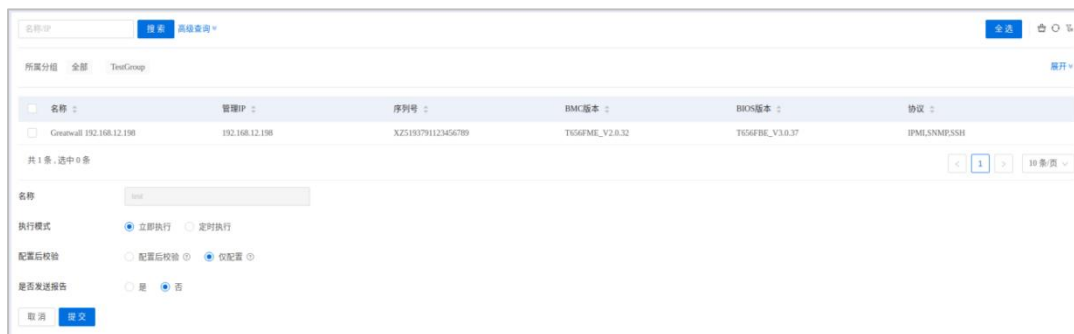 名称/IP 搜 索 高级查询 全 选
所属分组 全部 TestGroup 展开
名称 管理IP 序列号 BMC版本 BIOS版本 协议
Greatwall 192.168.12.198 192.168.12.198 XZ5193791123456789 T656FME_V2.0.32 T656FBE_V3.0.37 IPMI,SNMP,SSH
共 1 条 , 选中 0 条 < 1 > 10 条/页
名称 test
执行模式 立即执行 定时执行
配置后校验 配置后校验 仅配置
是否发送报告 是 否
取 消 提 交